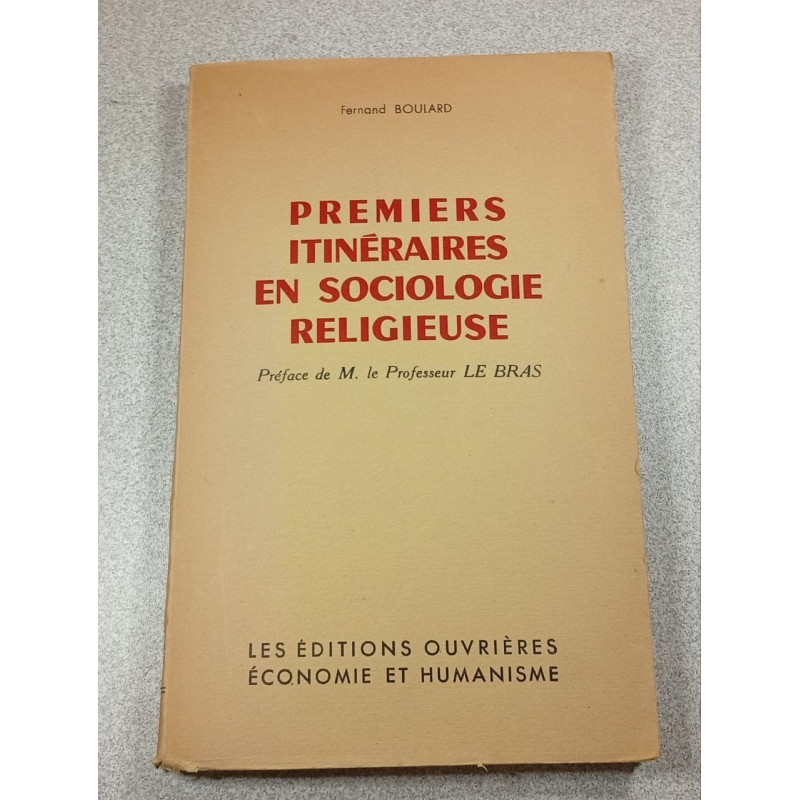 Fernand BOULARD
PREMIERS
ITINÉRAIRES
EN SOCIOLOGIE
RELIGIEUSE
Préface de M. le Professeur LE BRAS
LES ÉDITIONS OUVRIÈRES
ÉCONOMIE ET HUMANISME